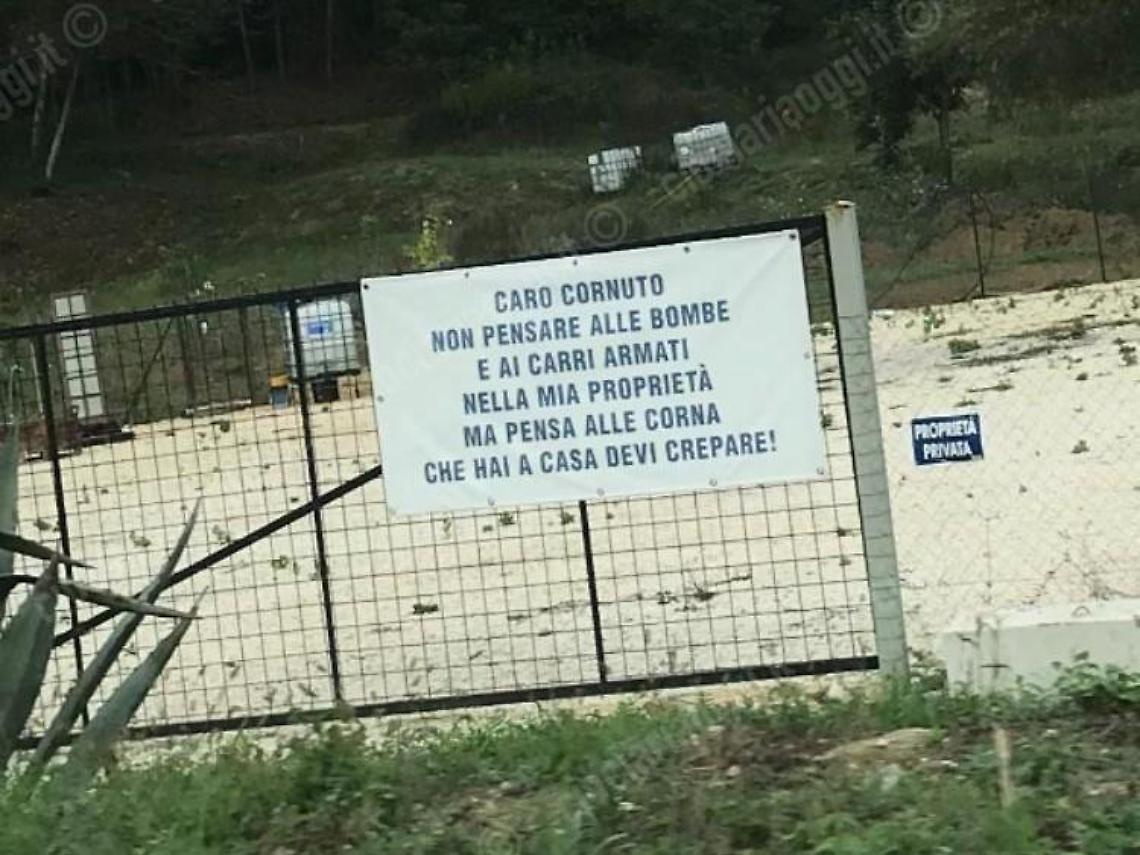 CARO CORNUTO
NON PENSARE ALLE BOMBE
E AI CARRI ARMATI
NELLA MIA PROPRIETÀ
MA PENSA ALLE CORNA
CHE HAI A CASA DEVI CREPARE!
PROPRIETÀ
PRIVATA